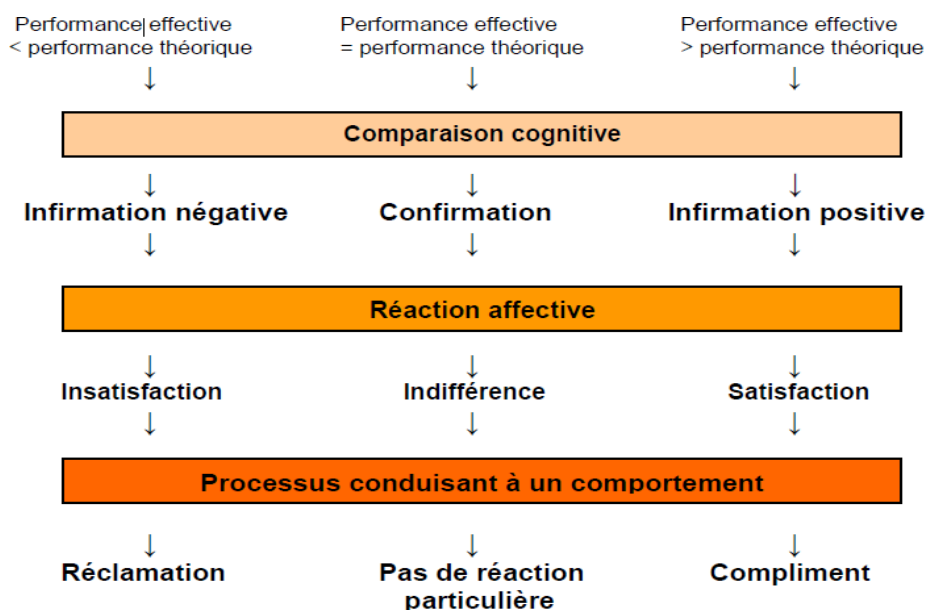 Performance effective
< performance théorique
Performance effective
= performance théorique
Performance effective
> performance théorique
↓ ↓ ↓
Comparaison cognitive
↓ ↓ ↓
Infirmation négative Confirmation Infirmation positive
↓ ↓ ↓
Réaction affective
↓ ↓ ↓
Insatisfaction Indifférence Satisfaction
↓ ↓ ↓
Processus conduisant à un comportement
↓ ↓ ↓
Réclamation
Pas de réaction
particulière
Compliment